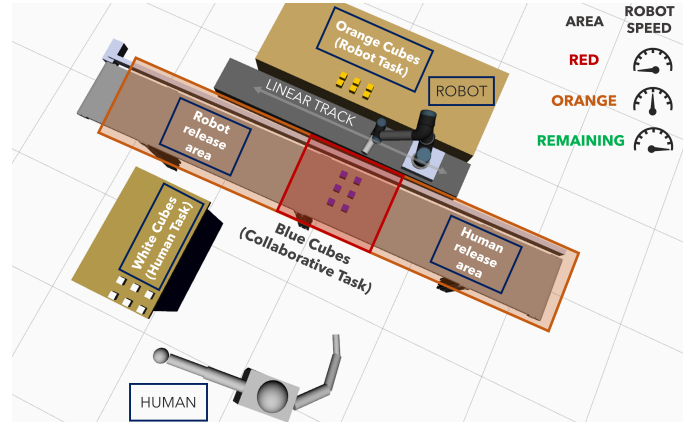 Orange Cubes
(Robot Task)
AREA
ROBOT
SPEED
RED
ORANGE
REMAINING
ROBOT
LINEAR TRACK
Robot
release
area
White Cubes
(Human Task)
Blue Cubes
(Collaborative Task)
Human
release
area
HUMAN